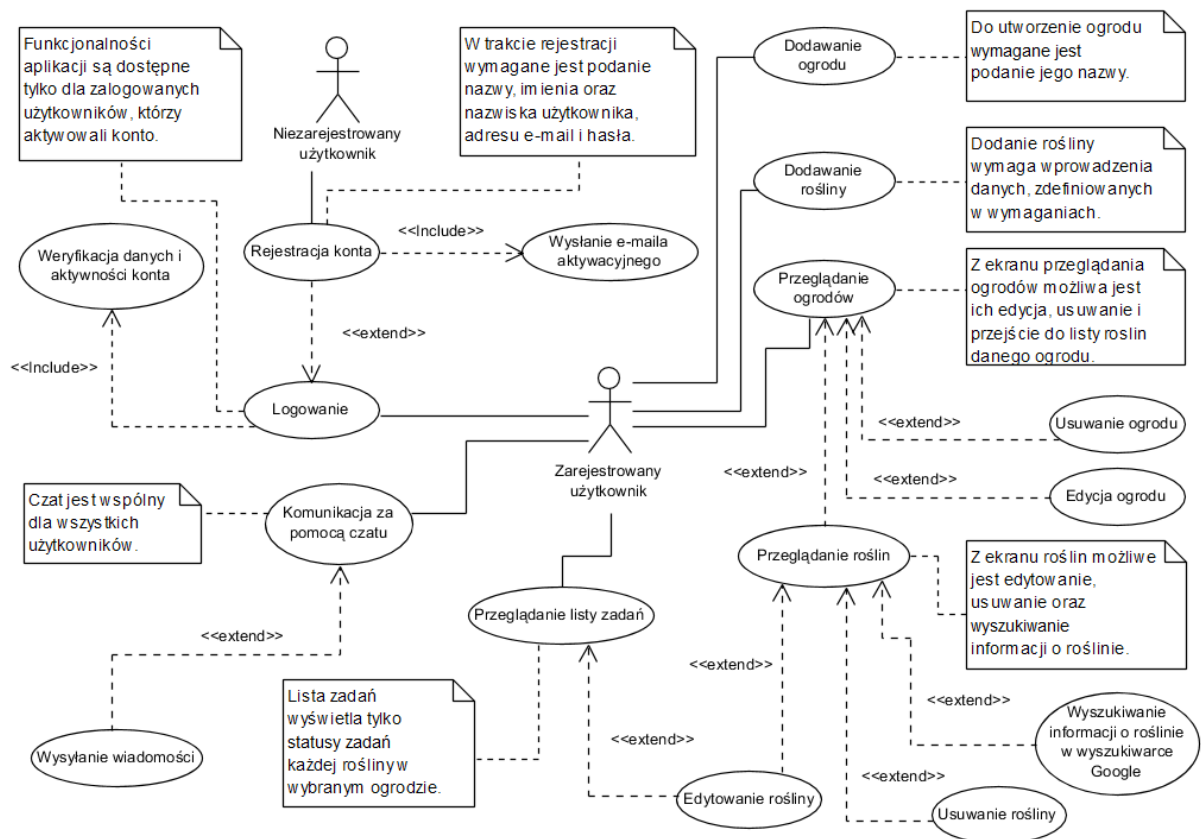 Funkcjonalności
aplikacji są dostępne
tylko dla zalogowanych
użytkowników, którzy
aktywowali konto.
Niezarejestrowany
użytkownik
W trakcie rejestracji
wymagane jest podanie
nazwy, imienia oraz
nazwiska użytkownika,
adresu e-mail i hasła.
Dodawanie
ogrodu
Do utworzenie ogrodu
wymagane jest
podanie jego nazwy.
Dodawanie
rośliny
Dodanie rośliny
wymaga wprowadzenia
danych, zdefiniowanych
w wymaganiach.
Weryfikacja danych i
aktywności konta
Rejestracja konta
<<Include>>
Wysłanie e-maila
aktywacyjnego
Przeglądanie
ogrodów
Z ekranu przeglądania
ogrodów możliwa jest
ich edycja, usuwanie i
przejście do listy roslin
danego ogrodu.
<<extend>>
<<Include>>
Logowanie
Zarejestrowany
użytkownik
<<extend>>
Usuwanie ogrodu
<<extend>>
<<extend>>
Edycja ogrodu
Czat jest wspólny
dla wszystkich
użytkowników.
Komunikacja za
pomocą czatu
Przeglądanie roślin
Z ekranu roślin możliwe
jest edytowanie,
usuwanie oraz
wyszukiwanie
informacji o roślinie.
Przeglądanie listy zadań
<<extend>>
<<extend>>
Lista zadań
wyświetla tylko
statusy zadań
każdej rośliny w
wybranym ogrodzie.
<<extend>>
<<extend>>
Wyszukiwanie
informacji o roślinie
w wyszukiwarce
Google
Wysyłanie wiadomości
<<extend>>
Edytowanie rośliny
Usuwanie rośliny